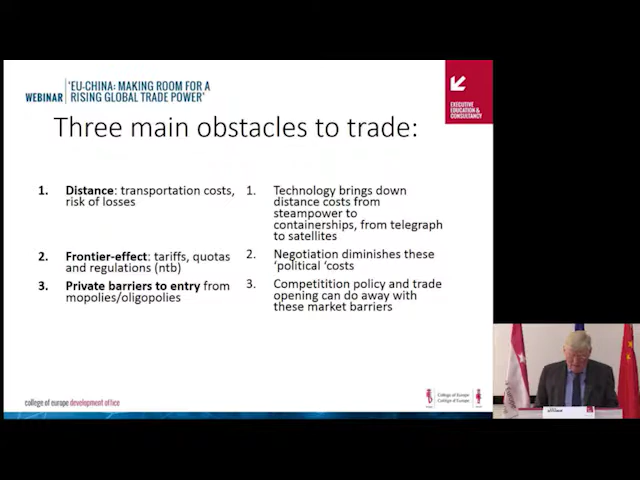 WEBINAR
'EU-CHINA: MAKING ROOM FOR A
RISING GLOBAL TRADE POWER'
EXECUTIVE
EDUCATION &
CONSULTANCY
Three main obstacles to trade:
1. Distance: transportation costs,
risk of losses
2. Frontier-effect: tariffs, quotas
and regulations (ntb)
3. Private barriers to entry from
mopolies/oligopolies
1. Technology brings down
distance costs from
steampower to
containerships, from telegraph
to satellites
2. Negotiation diminishes these
'political 'costs
3. Competitition policy and trade
opening can do away with
these market barriers
college of europe development office
College of Europe
Collège d'Europe